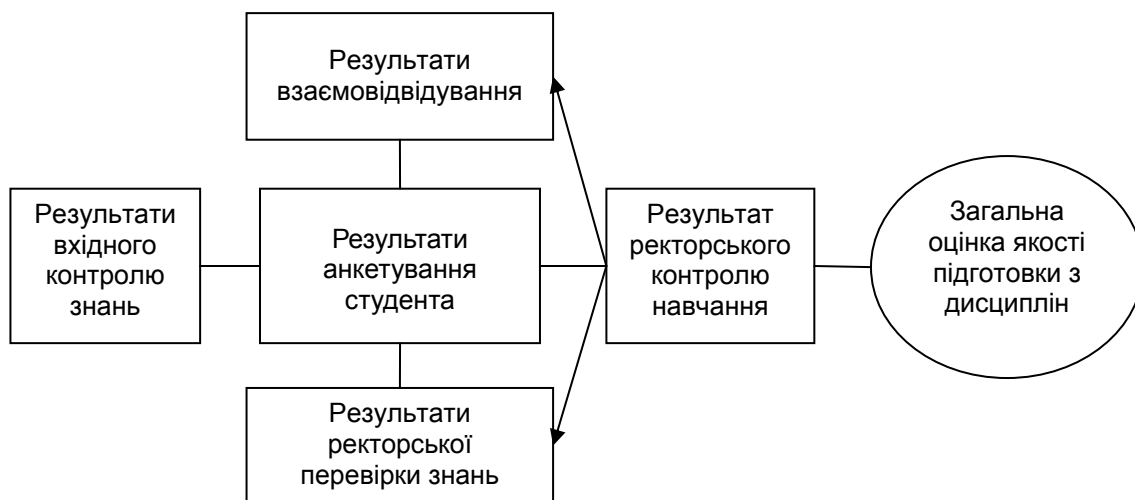 Результати
взаємовідвідування
Результати
вхідного
контролю
знань
Результати
анкетування
студента
Результат
ректорського
контролю
навчання
Загальна
оцінка якості
підготовки з
дисциплін
Результати
ректорської
перевірки знань